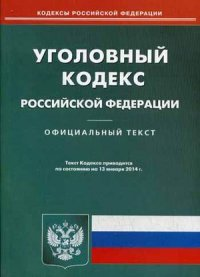 КОДЕКСЫ РОССИЙСКОЙ ФЕДЕРАЦИИ
УГОЛОВНЫЙ
КОДЕКС
РОССИЙСКОЙ ФЕДЕРАЦИИ
ОФИЦИАЛЬНЫЙ ТЕКСТ
Текст Кодекса приводится
по состоянию на 13 января 2014 г.